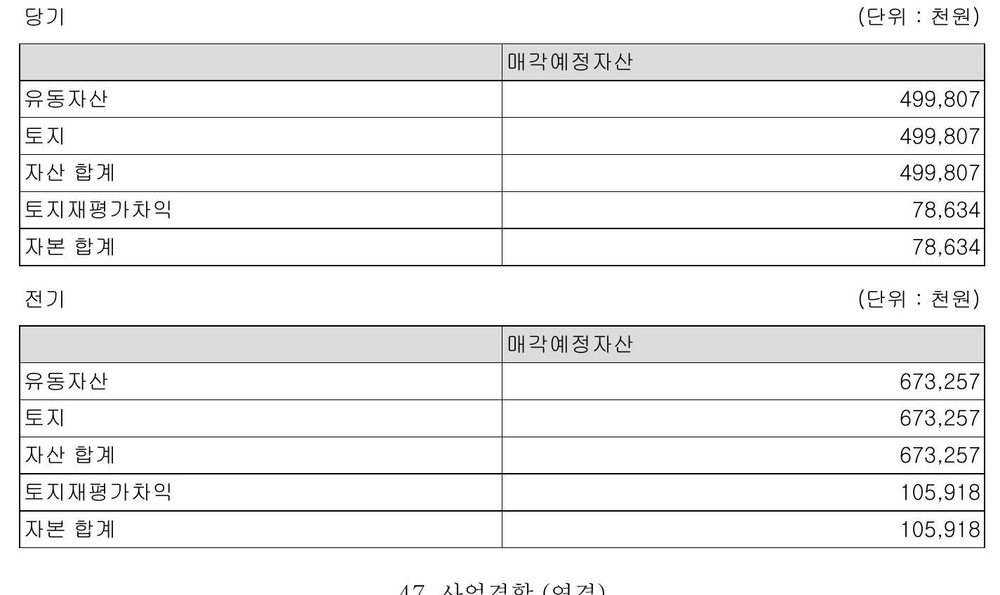 당기 (단위 : 천원)
매각예정자산
유동자산 499,807
토지 499,807
자산 합계 499,807
토지재평가차익 78,634
자본 합계 78,634
전기 (단위 : 천원)
매각예정자산
유동자산 673,257
토지 673,257
자산 합계 673,257
토지재평가차익 105,918
자본 합계 105,918
47. 사업결합 (연결)